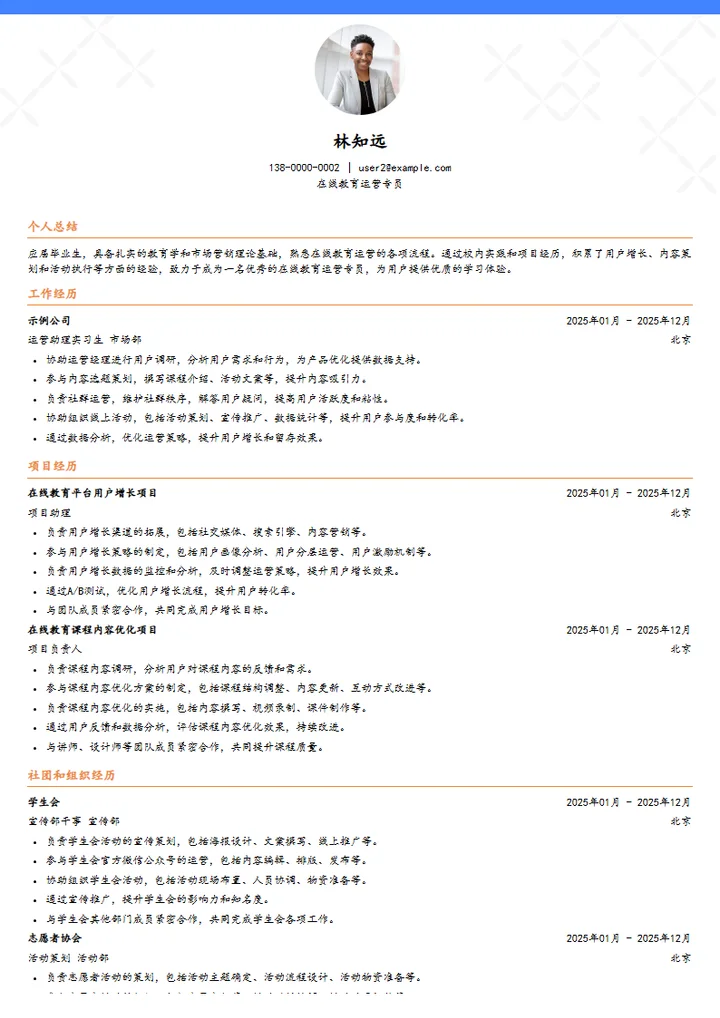 林知远
138-0000-0002 | user2@example.com
在线教育运营专员
个人总结
应届毕业生，具备扎实的教育学和市场营销理论基础，熟悉在线教育运营的各项流程。通过校内实践和项目经历，积累了用户增长、内容策
划和活动执行等方面的经验，致力于成为一名优秀的在线教育运营专员，为用户提供优质的学习体验。
工作经历
示例公司 2025年01月 - 2025年12月
运营助理实习生 市场部 北京
• 协助运营经理进行用户调研，分析用户需求和行为，为产品优化提供数据支持。
• 参与内容选题策划，撰写课程介绍、活动文案等，提升内容吸引力。
• 负责社群运营，维护社群秩序，解答用户疑问，提高用户活跃度和粘性。
• 协助组织线上活动，包括活动策划、宣传推广、数据统计等，提升用户参与度和转化率。
• 通过数据分析，优化运营策略，提升用户增长和留存效果。
项目经历
在线教育平台用户增长项目 2025年01月 - 2025年12月
项目助理 北京
• 负责用户增长渠道的拓展，包括社交媒体、搜索引擎、内容营销等。
• 参与用户增长策略的制定，包括用户画像分析、用户分层运营、用户激励机制等。
• 负责用户增长数据的监控和分析，及时调整运营策略，提升用户增长效果。
• 通过A/B测试，优化用户增长流程，提升用户转化率。
• 与团队成员紧密合作，共同完成用户增长目标。
在线教育课程内容优化项目 2025年01月 - 2025年12月
项目负责人 北京
• 负责课程内容调研，分析用户对课程内容的反馈和需求。
• 参与课程内容优化方案的制定，包括课程结构调整、内容更新、互动方式改进等。
• 负责课程内容优化的实施，包括内容撰写、视频录制、课件制作等。
• 通过用户反馈和数据分析，评估课程内容优化效果，持续改进。
• 与讲师、设计师等团队成员紧密合作，共同提升课程质量。
社团和组织经历
学生会 2025年01月 - 2025年12月
宣传部干事 宣传部 北京
• 负责学生会活动的宣传策划，包括海报设计、文案撰写、线上推广等。
• 参与学生会官方微信公众号的运营，包括内容编辑、排版、发布等。
• 协助组织学生会活动，包括活动现场布置、人员协调、物资准备等。
• 通过宣传推广，提升学生会的影响力和知名度。
• 与学生会其他部门成员紧密合作，共同完成学生会各项工作。
志愿者协会 2025年01月 - 2025年12月
活动策划 活动部 北京
• 负责志愿者活动的策划，包括活动主题确定、活动流程设计、活动物资准备等。